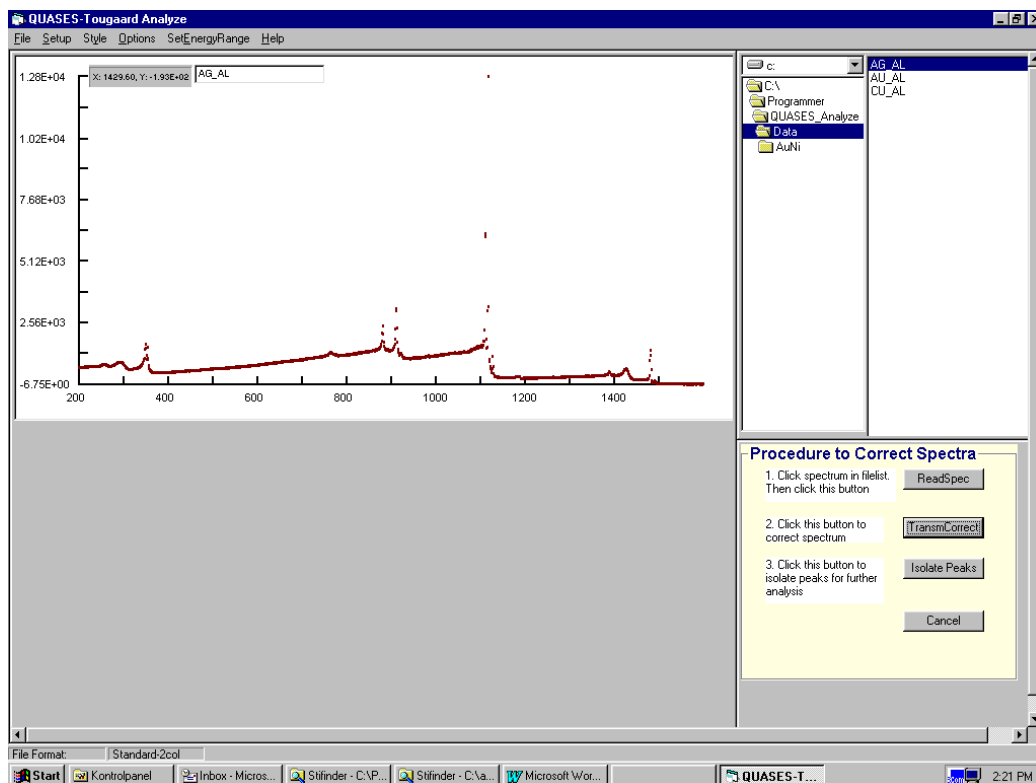 QUASES-Tougaard Analyze
File Setup Style Options SetEnergyRange Help
X: 1429.60, Y: -1.93E+02
AG_AL
1.28E+04
1.02E+04
7.68E+03
5.12E+03
2.56E+03
-6.75E+00
200 400 600 800 1000 1200 1400
c:
C:\
Programmer
QUASES_Analyze
Data
AuNi
AG_AL
AU_AL
CU_AL
Procedure to Correct Spectra
1. Click spectrum in filelist.
Then click this button
ReadSpec
2. Click this button to
correct spectrum
TransmCorrect
3. Click this button to
isolate peaks for further
analysis
Isolate Peaks
Cancel
File Format: Standard-2col
Start Kontrolpanel Inbox - Micros... Stifinder - C:\P... Stifinder - C:\a... Microsoft Wor... QUASES-T... 2:21 PM